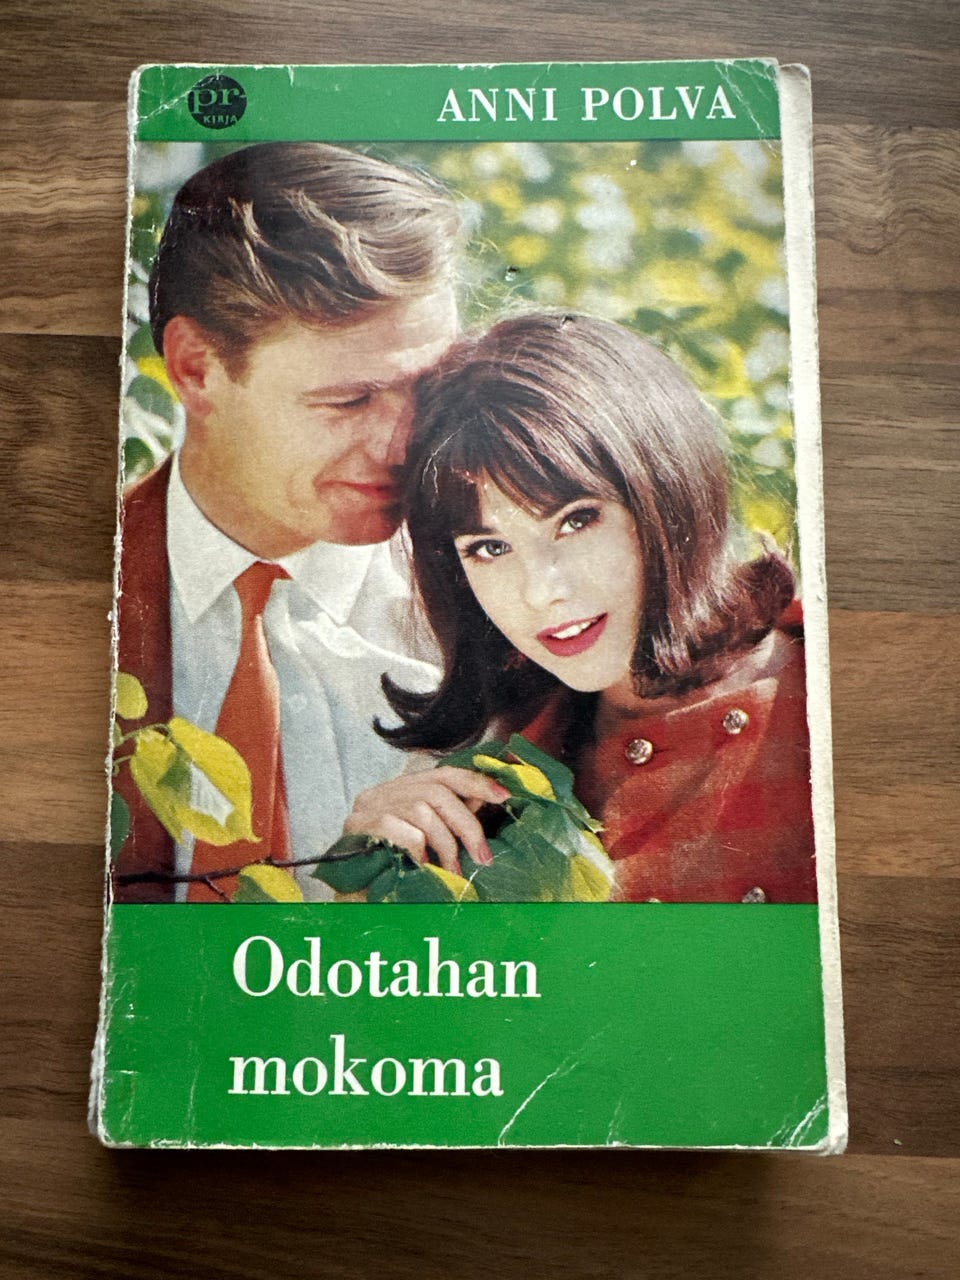 pr
KIRJA
ANNI POLVA
Odotahan
mokoma